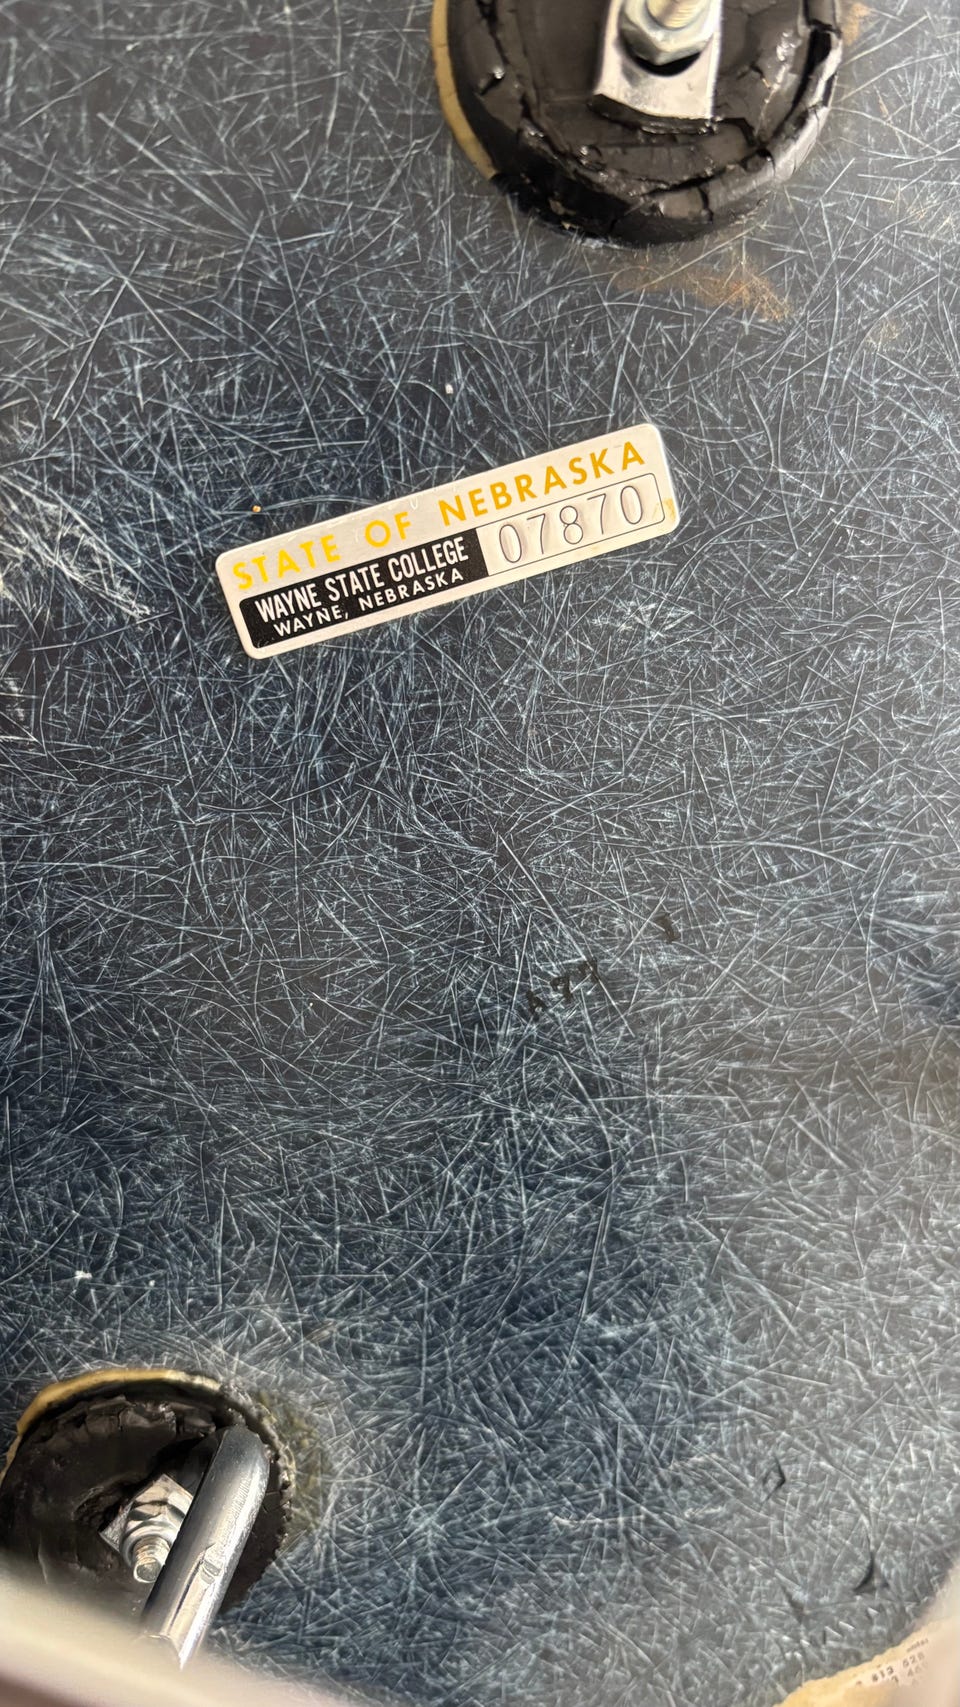 STATE OF NEBRASKA
WAYNE STATE COLLEGE
WAYNE, NEBRASKA
07870